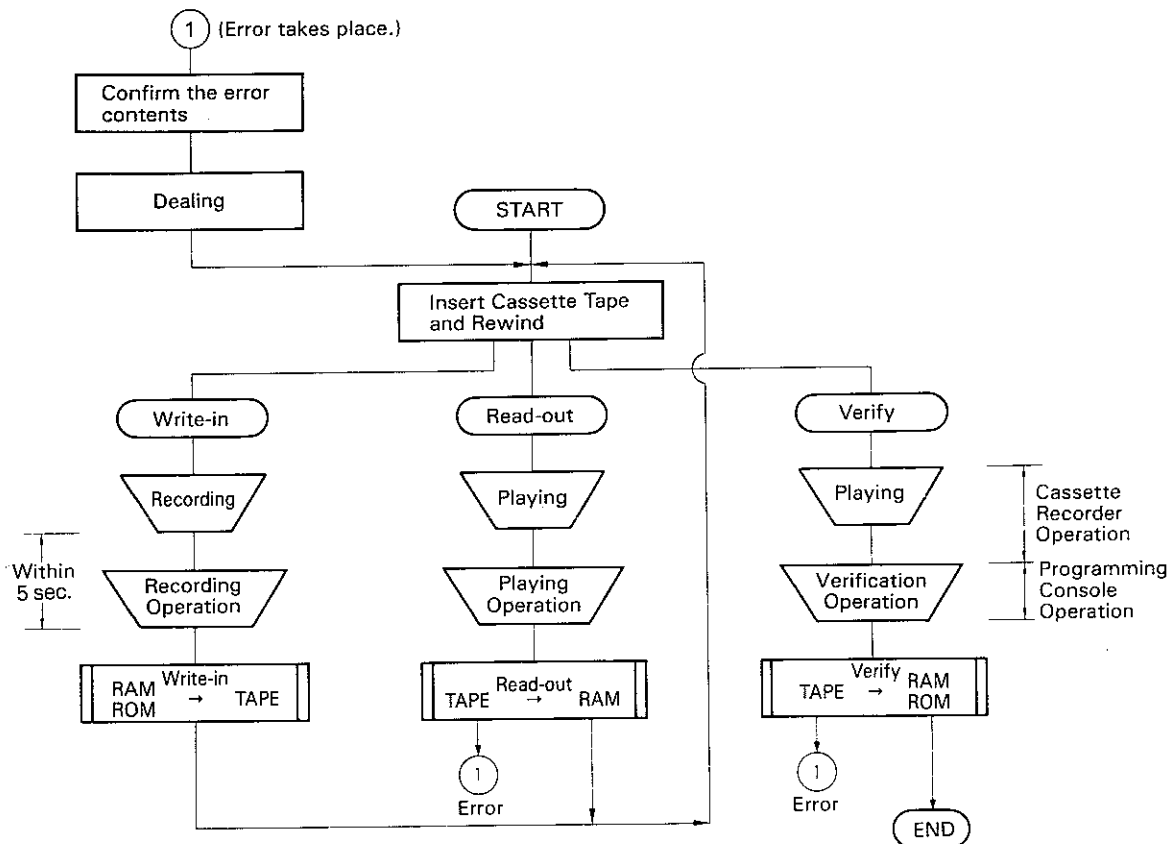 1 (Error takes place.)
Confirm the error
contents
Dealing
START
Insert Cassette Tape
and Rewind
Write-in
Read-out
Verify
Recording
Playing
Playing
Cassette
Recorder
Operation
Within
5 sec.
Recording
Operation
Playing
Operation
Verification
Operation
Programming
Console
Operation
Write-in
RAM → TAPE
ROM
Read-out
TAPE → RAM
Verify
TAPE → RAM
ROM
1
Error
1
Error
END